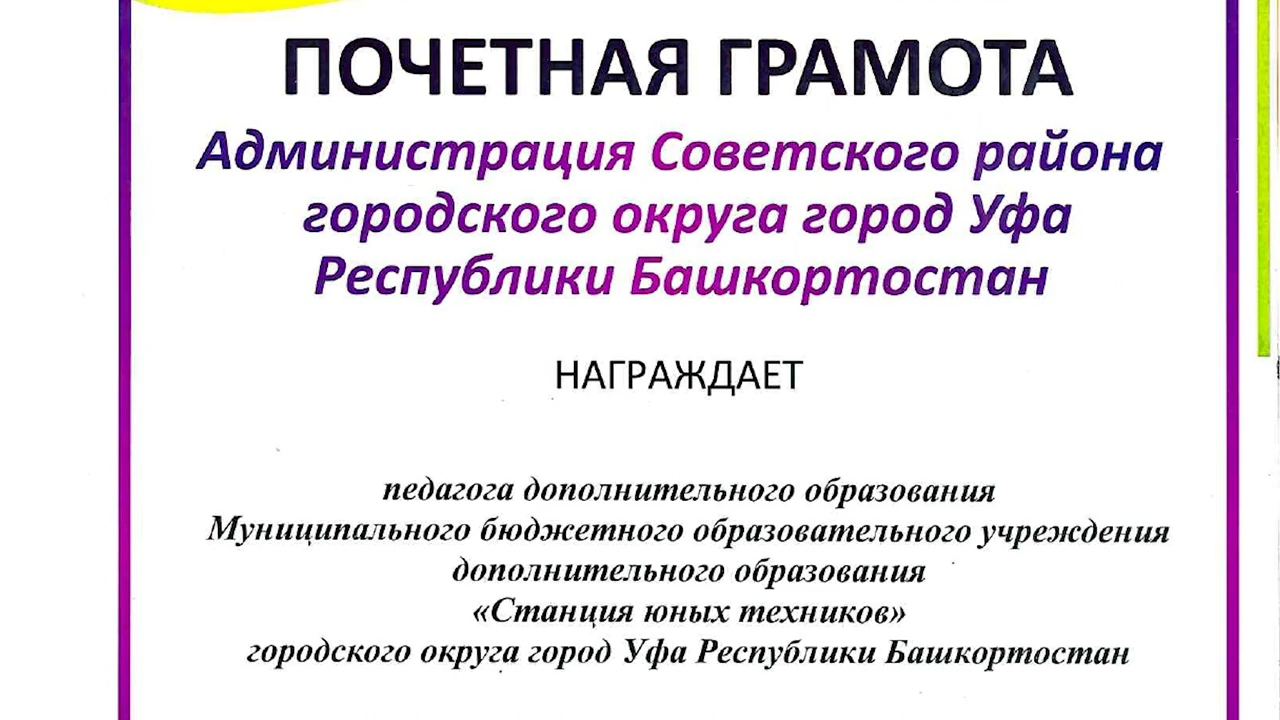 ПОЧЕТНАЯ ГРАМОТА
Администрация Советского района
городского округа город Уфа
Республики Башкортостан
НАГРАЖДАЕТ
педагога дополнительного образования
Муниципального бюджетного образовательного учреждения
дополнительного образования
«Станция юных техников»
городского округа город Уфа Республики Башкортостан